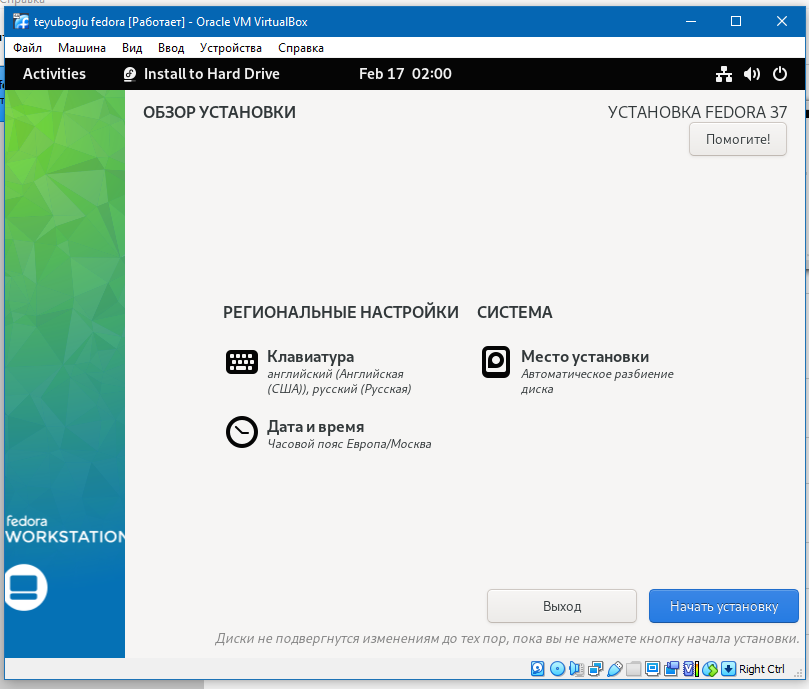 Справка
teyuboglu fedora [Работает] - Oracle VM VirtualBox
Файл Машина Вид Ввод Устройства Справка
Activities Install to Hard Drive Feb 17 02:00
ОБЗОР УСТАНОВКИ
УСТАНОВКА FEDORA 37
Помогите!
РЕГИОНАЛЬНЫЕ НАСТРОЙКИ
Клавиатура
английский (Английская
(США)), русский (Русская)
Дата и время
Часовой пояс Европа/Москва
СИСТЕМА
Место установки
Автоматическое разбиение
диска
fedora
WORKSTATION
Выход Начать установку
Диски не подвергнутся изменениям до тех пор, пока вы не нажмете кнопку начала установки.
Right Ctrl